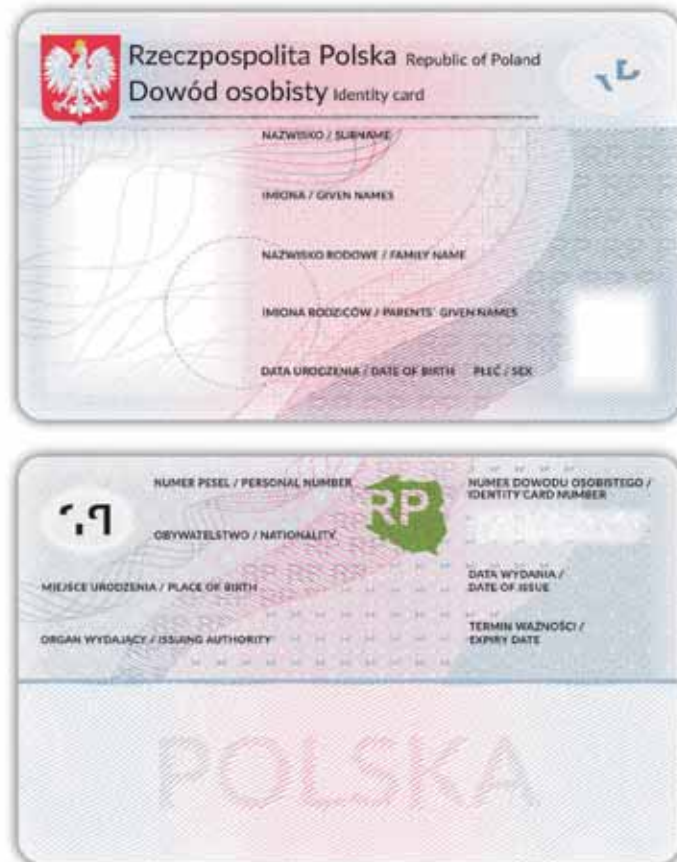 Rzeczpospolita Polska Republic of Poland
Dowód osobisty Identity card
NAZWISKO / SURNAME
IMIONA / GIVEN NAMES
NAZWISKO RODOWE / FAMILY NAME
IMIONA RODZICÓW / PARENTS' GIVEN NAMES
DATA URODZENIA / DATE OF BIRTH PŁEĆ / SEX
NUMER PESEL / PERSONAL NUMBER
RP
NUMER DOWODU OSOBISTEGO /
IDENTITY CARD NUMBER
OBYWATELSTWO / NATIONALITY
MIEJSCE URODZENIA / PLACE OF BIRTH
DATA WYDANIA /
DATE OF ISSUE
ORGAN WYDAJĄCY / ISSUING AUTHORITY
TERMIN WAŻNOŚCI /
EXPIRY DATE
POLSKA